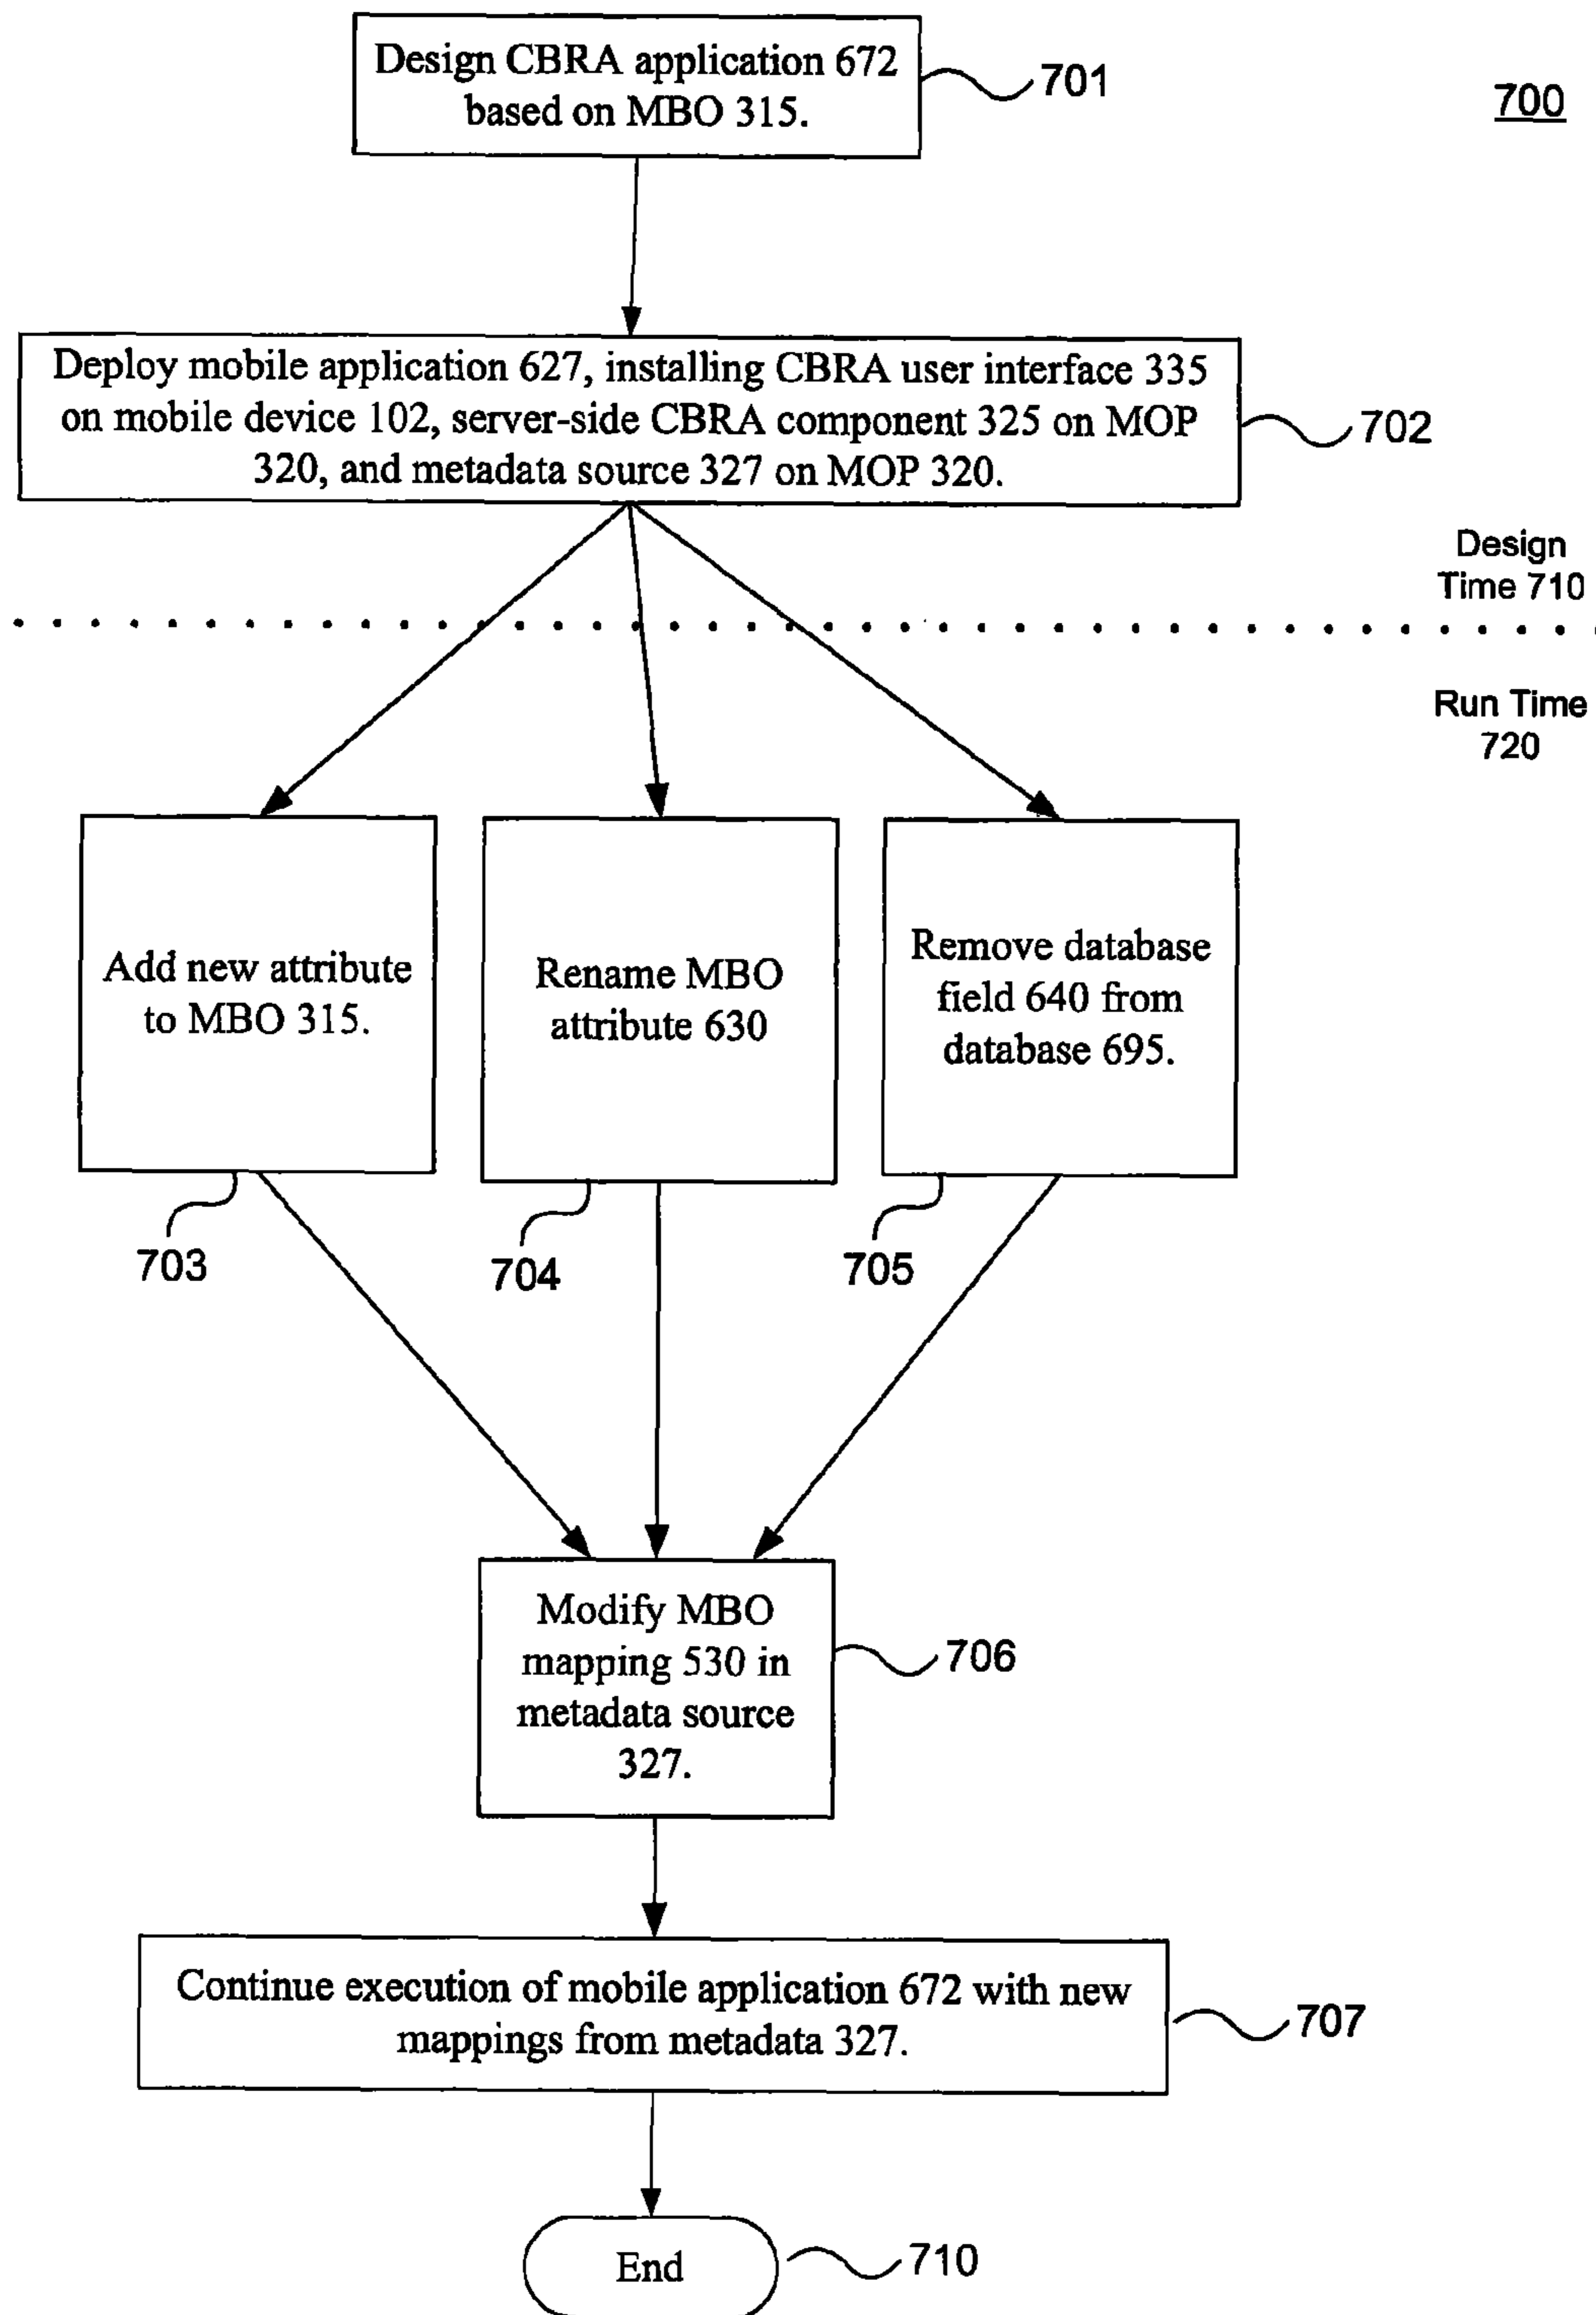 Design CBRA application 672
based on MBO 315.
701
700
Deploy mobile application 627, installing CBRA user interface 335
on mobile device 102, server-side CBRA component 325 on MOP
320, and metadata source 327 on MOP 320.
702
Design
Time 710
Run Time
720
Add new attribute
to MBO 315.
703
Rename MBO
attribute 630
704
Remove database
field 640 from
database 695.
705
Modify MBO
mapping 530 in
metadata source
327.
706
Continue execution of mobile application 672 with new
mappings from metadata 327.
707
End
710